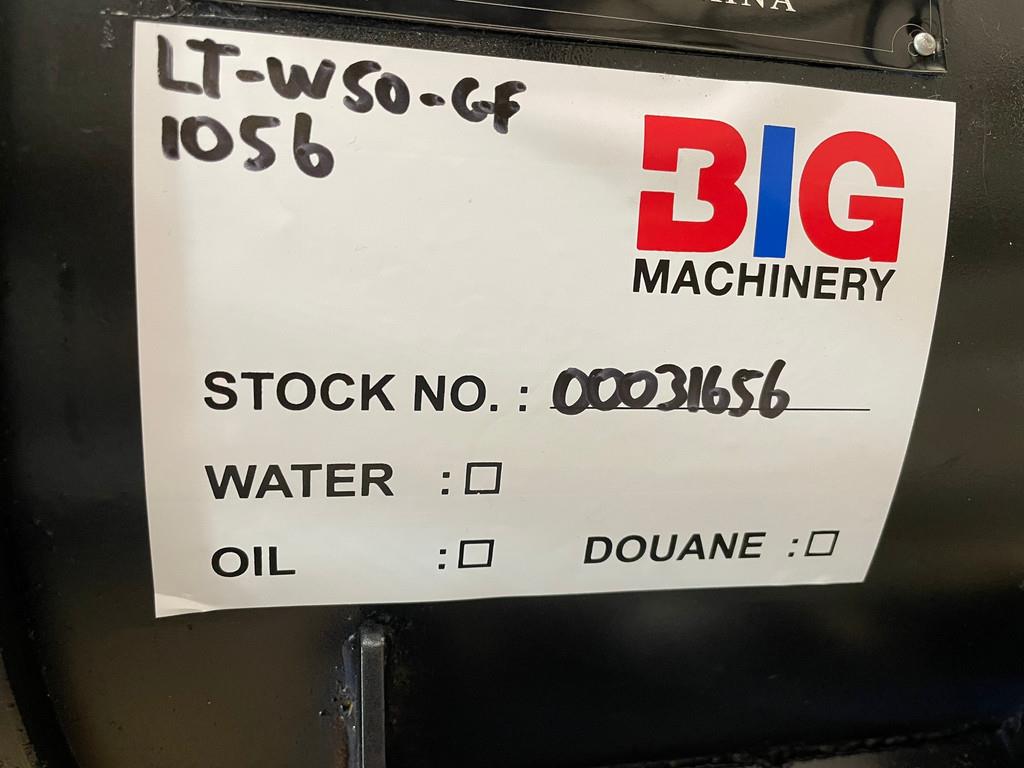 LT-W50-GF
1056
BIG
MACHINERY
STOCK NO. : 00031656
WATER : ☐
OIL : ☐ DOUANE : ☐